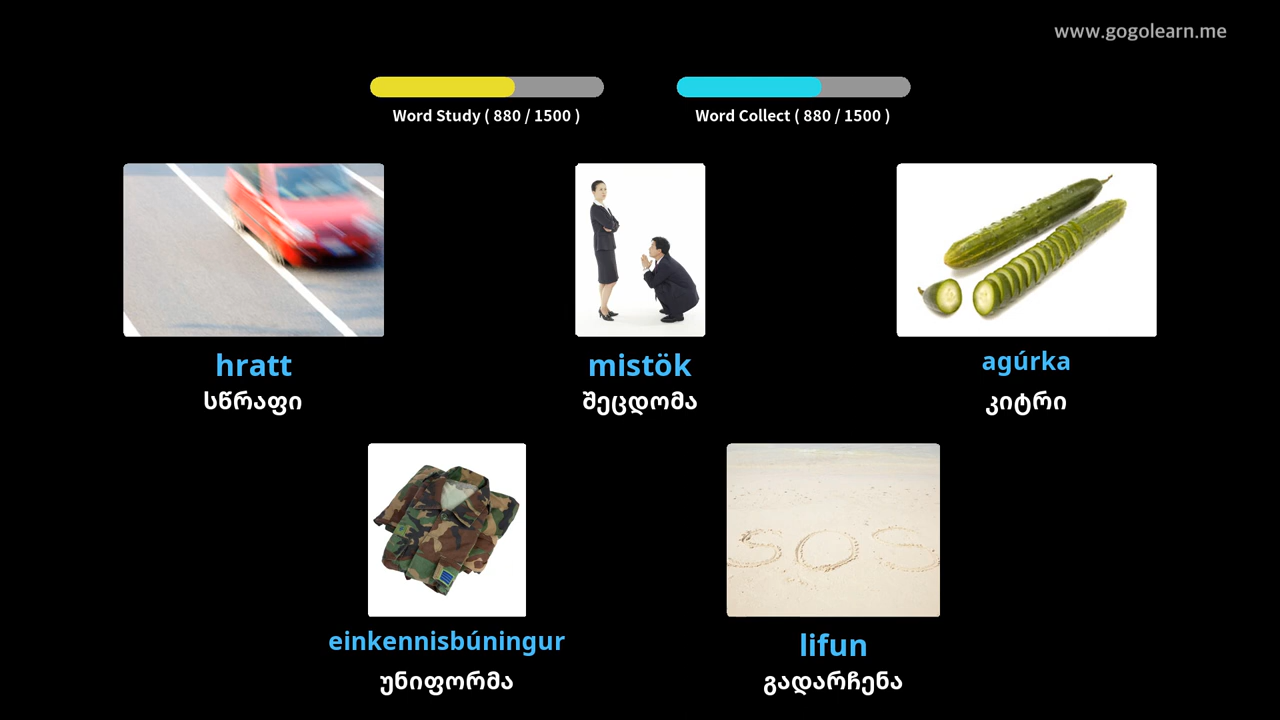 www.gogolearn.me
Word Study ( 880 / 1500 )
Word Collect ( 880 / 1500 )
hratt
სწრაფი
mistök
შეცდომა
agúrka
კიტრი
einkennisbúningur
უნიფორმა
lifun
გადარჩენა
SOS